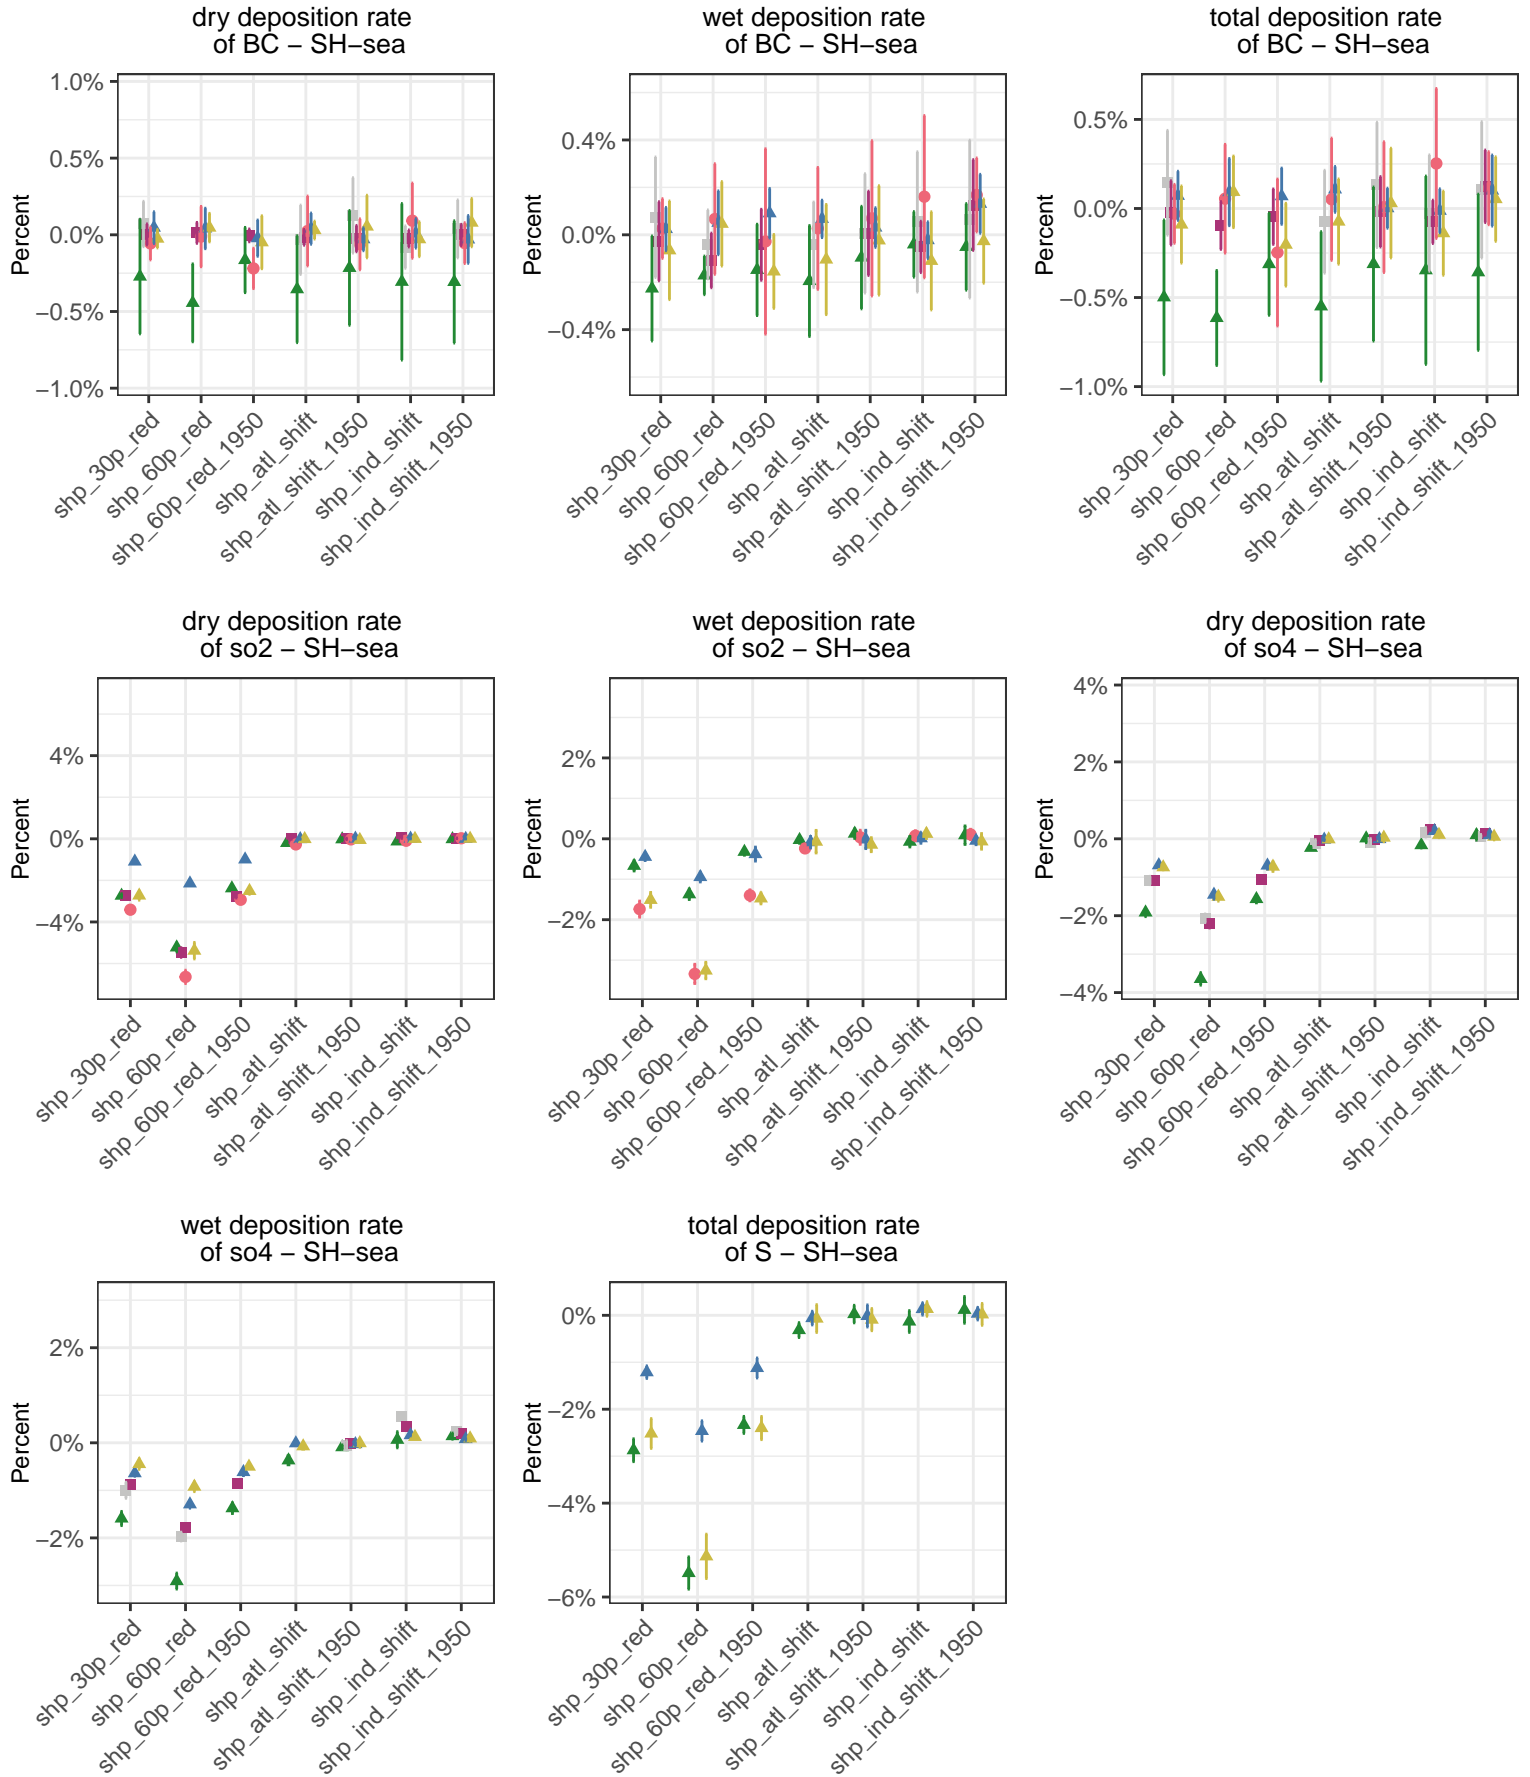 dry deposition rate
of BC − SH−sea
Percent
1.0%
0.5%
0.0%
−0.5%
−1.0%
shp_30p_red
shp_60p_red
shp_60p_red_1950
shp_atl_shift
shp_atl_shift_1950
shp_ind_shift
shp_ind_shift_1950
wet deposition rate
of BC − SH−sea
Percent
0.4%
0.0%
−0.4%
shp_30p_red
shp_60p_red
shp_60p_red_1950
shp_atl_shift
shp_atl_shift_1950
shp_ind_shift
shp_ind_shift_1950
total deposition rate
of BC − SH−sea
Percent
0.5%
0.0%
−0.5%
−1.0%
shp_30p_red
shp_60p_red
shp_60p_red_1950
shp_atl_shift
shp_atl_shift_1950
shp_ind_shift
shp_ind_shift_1950
dry deposition rate
of so2 − SH−sea
Percent
4%
0%
−4%
shp_30p_red
shp_60p_red
shp_60p_red_1950
shp_atl_shift
shp_atl_shift_1950
shp_ind_shift
shp_ind_shift_1950
wet deposition rate
of so2 − SH−sea
Percent
2%
0%
−2%
shp_30p_red
shp_60p_red
shp_60p_red_1950
shp_atl_shift
shp_atl_shift_1950
shp_ind_shift
shp_ind_shift_1950
dry deposition rate
of so4 − SH−sea
Percent
4%
2%
0%
−2%
−4%
shp_30p_red
shp_60p_red
shp_60p_red_1950
shp_atl_shift
shp_atl_shift_1950
shp_ind_shift
shp_ind_shift_1950
wet deposition rate
of so4 − SH−sea
Percent
2%
0%
−2%
shp_30p_red
shp_60p_red
shp_60p_red_1950
shp_atl_shift
shp_atl_shift_1950
shp_ind_shift
shp_ind_shift_1950
total deposition rate
of S − SH−sea
Percent
0%
−2%
−4%
−6%
shp_30p_red
shp_60p_red
shp_60p_red_1950
shp_atl_shift
shp_atl_shift_1950
shp_ind_shift
shp_ind_shift_1950